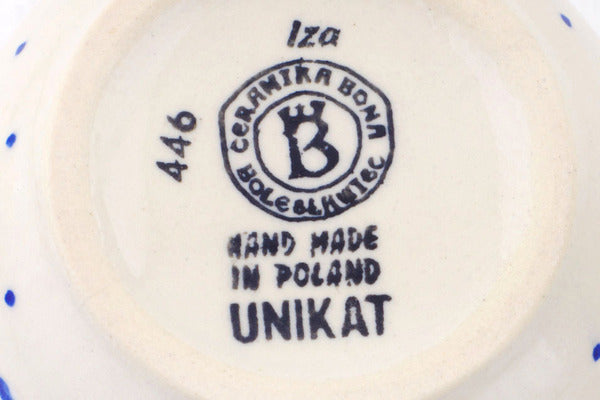 Iza
446
CERAMIKA BONA
B
BOLESŁAWIEC
HAND MADE
IN POLAND
UNIKAT